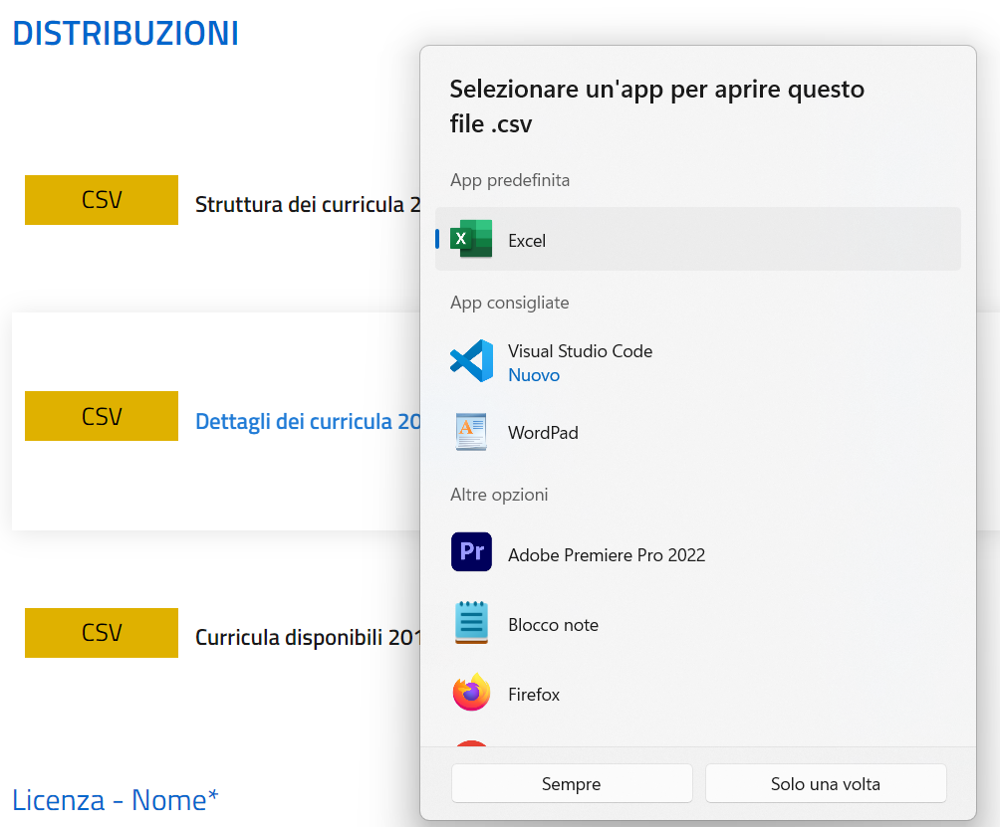 DISTRIBUZIONI
CSV
Struttura dei curricula 2
CSV
Dettagli dei curricula 20
CSV
Curricula disponibili 201
Licenza - Nome*
Selezionare un'app per aprire questo
file .csv
App predefinita
X
Excel
App consigliate
Visual Studio Code
Nuovo
A
WordPad
Altre opzioni
Pr
Adobe Premiere Pro 2022
Blocco note
Firefox
Sempre
Solo una volta